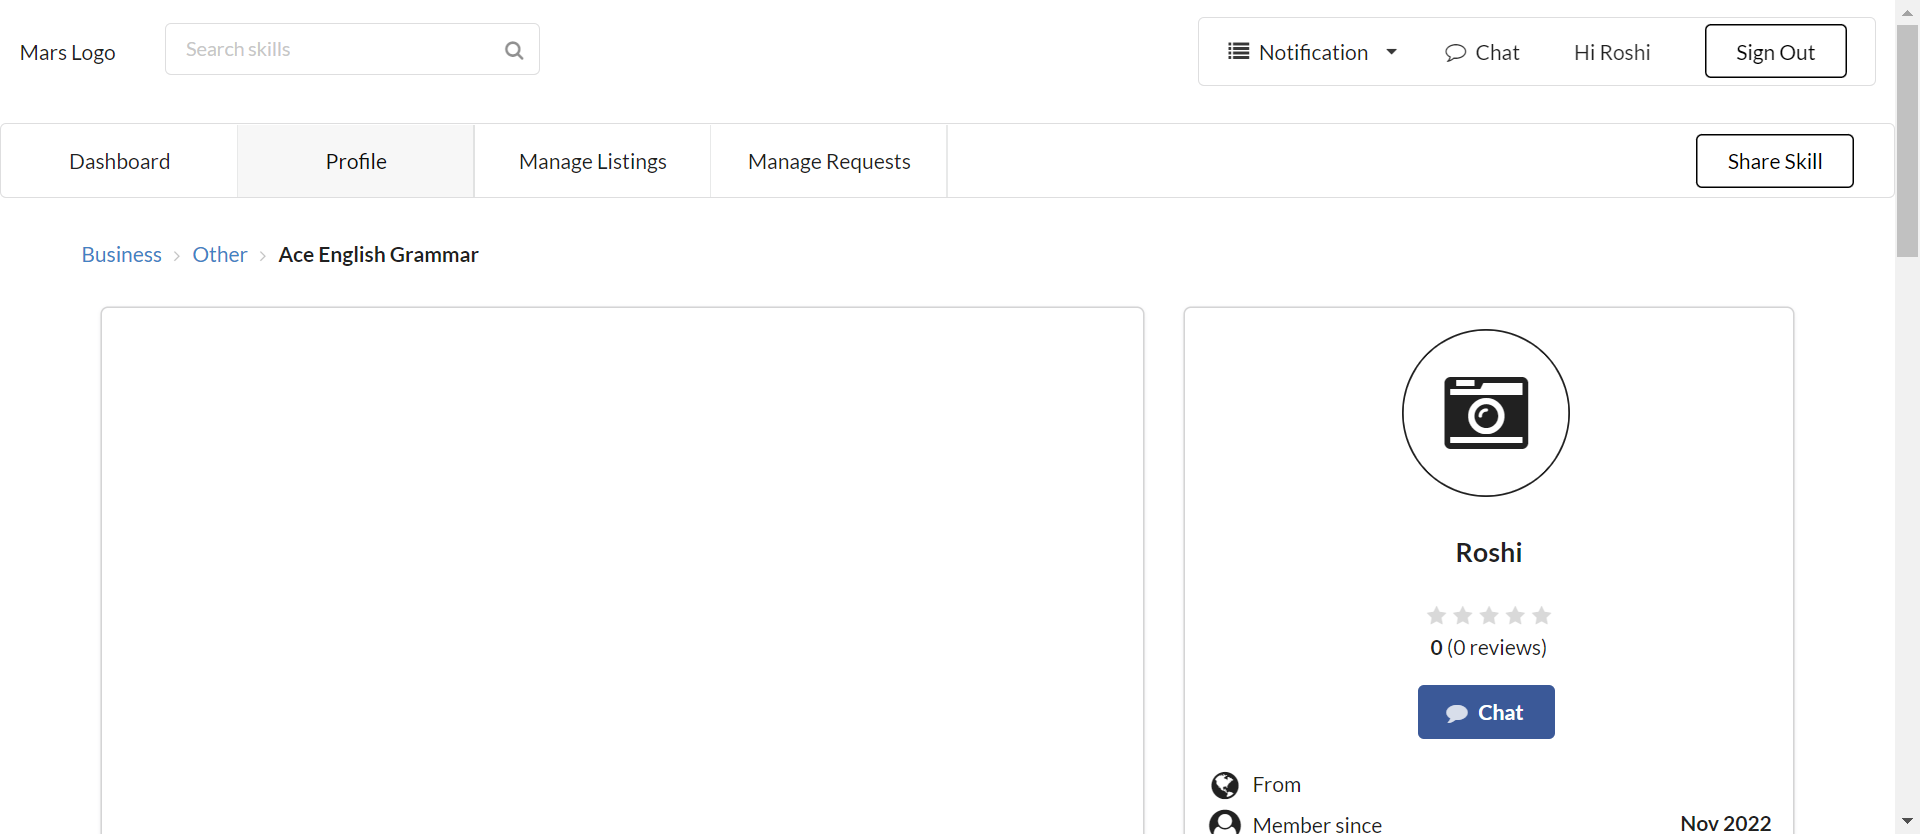 Mars Logo
Search skills
Notification
Chat
Hi Roshi
Sign Out
Dashboard
Profile
Manage Listings
Manage Requests
Share Skill
Business
Other
Ace English Grammar
Roshi
0 (0 reviews)
Chat
From
Member since Nov 2022